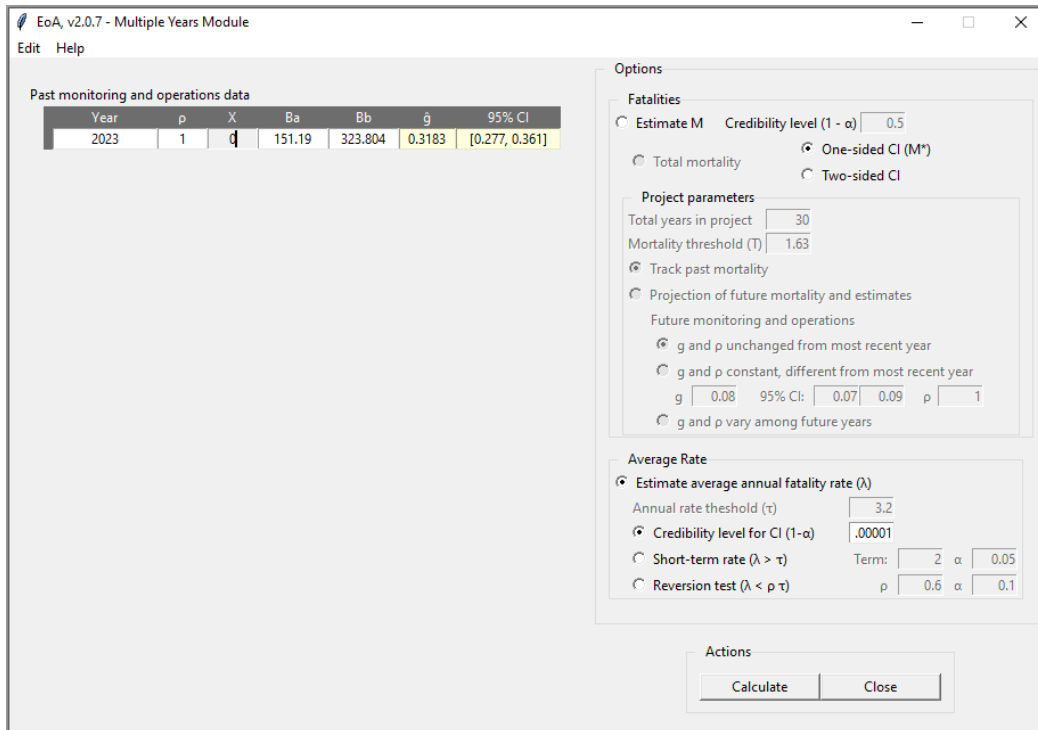 EoA, v2.0.7 - Multiple Years Module
Edit Help
Past monitoring and operations data
Year ρ X Ba Bb ĝ 95% CI
2023 1 0 151.19 323.804 0.3183 [0.277, 0.361]
Options
Fatalities
Estimate M Credibility level (1 - α) 0.5
Total mortality
One-sided CI (M*)
Two-sided CI
Project parameters
Total years in project 30
Mortality threshold (T) 1.63
Track past mortality
Projection of future mortality and estimates
Future monitoring and operations
g and ρ unchanged from most recent year
g and ρ constant, different from most recent year
g 0.08 95% CI: 0.07 0.09 ρ 1
g and ρ vary among future years
Average Rate
Estimate average annual fatality rate (λ)
Annual rate theshold (τ) 3.2
Credibility level for CI (1-α) .00001
Short-term rate (λ > τ) Term: 2 α 0.05
Reversion test (λ < ρ τ) ρ 0.6 α 0.1
Actions
Calculate Close